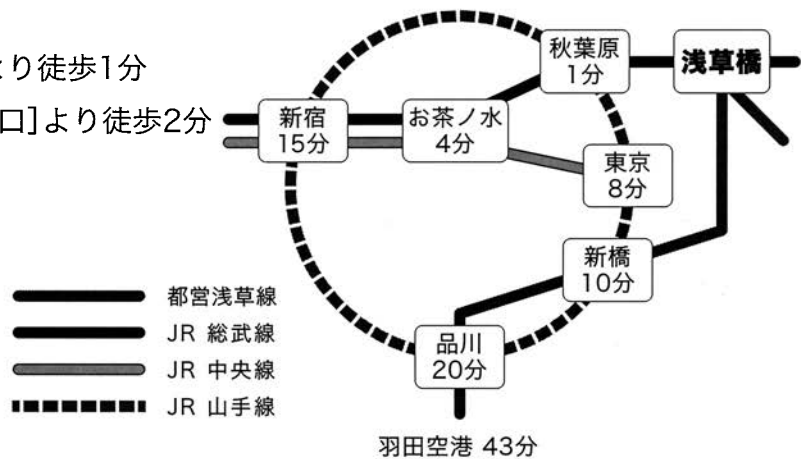 り徒歩1分
口]より徒歩2分
秋葉原
1分
浅草橋
新宿
15分
お茶ノ水
4分
東京
8分
新橋
10分
品川
20分
羽田空港 43分
都営浅草線
JR 総武線
JR 中央線
JR 山手線